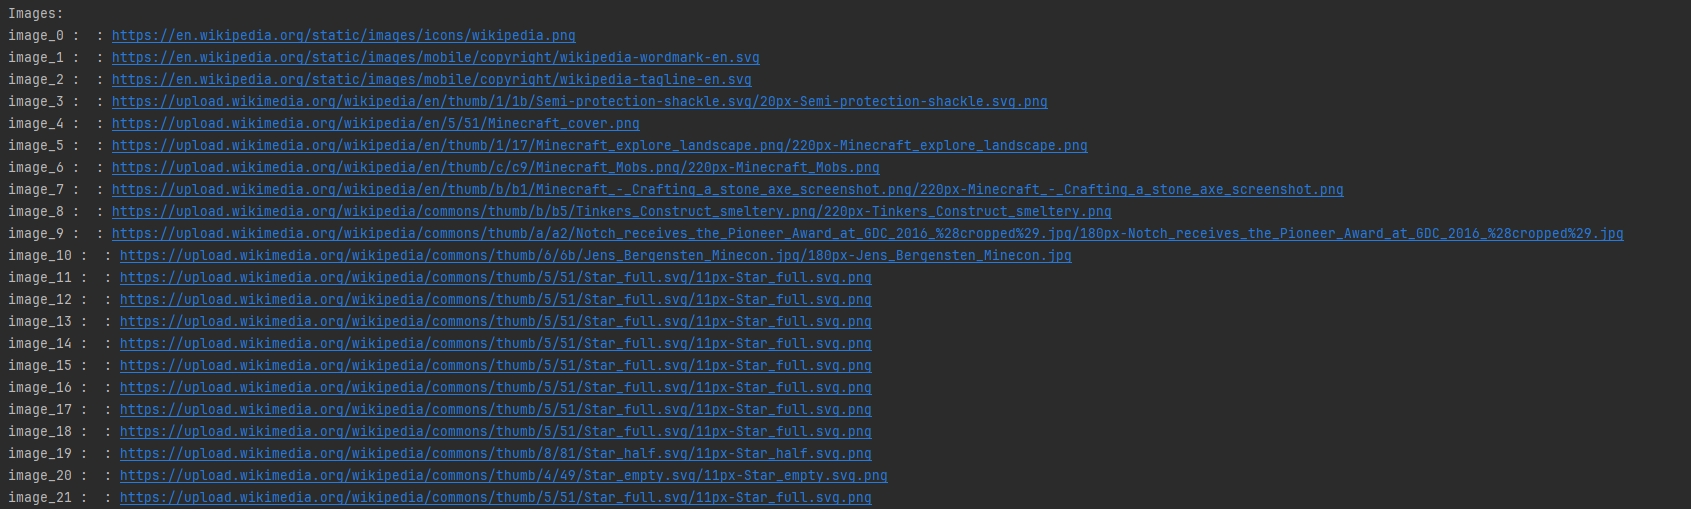 Images:
image_0 :  : https://en.wikipedia.org/static/images/icons/wikipedia.png
image_1 :  : https://en.wikipedia.org/static/images/mobile/copyright/wikipedia-wordmark-en.svg
image_2 :  : https://en.wikipedia.org/static/images/mobile/copyright/wikipedia-tagline-en.svg
image_3 :  : https://upload.wikimedia.org/wikipedia/en/thumb/1/1b/Semi-protection-shackle.svg/20px-Semi-protection-shackle.svg.png
image_4 :  : https://upload.wikimedia.org/wikipedia/en/5/51/Minecraft_cover.png
image_5 :  : https://upload.wikimedia.org/wikipedia/en/thumb/1/17/Minecraft_explore_landscape.png/220px-Minecraft_explore_landscape.png
image_6 :  : https://upload.wikimedia.org/wikipedia/en/thumb/c/c9/Minecraft_Mobs.png/220px-Minecraft_Mobs.png
image_7 :  : https://upload.wikimedia.org/wikipedia/en/thumb/b/b1/Minecraft_-_Crafting_a_stone_axe_screenshot.png/220px-Minecraft_-_Crafting_a_stone_axe_screenshot.png
image_8 :  : https://upload.wikimedia.org/wikipedia/commons/thumb/b/b5/Tinkers_Construct_smeltery.png/220px-Tinkers_Construct_smeltery.png
image_9 :  : https://upload.wikimedia.org/wikipedia/commons/thumb/a/a2/Notch_receives_the_Pioneer_Award_at_GDC_2016_%28cropped%29.jpg/180px-Notch_receives_the_Pioneer_Award_at_GDC_2016_%28cropped%29.jpg
image_10 :  : https://upload.wikimedia.org/wikipedia/commons/thumb/6/6b/Jens_Bergensten_Minecon.jpg/180px-Jens_Bergensten_Minecon.jpg
image_11 :  : https://upload.wikimedia.org/wikipedia/commons/thumb/5/51/Star_full.svg/11px-Star_full.svg.png
image_12 :  : https://upload.wikimedia.org/wikipedia/commons/thumb/5/51/Star_full.svg/11px-Star_full.svg.png
image_13 :  : https://upload.wikimedia.org/wikipedia/commons/thumb/5/51/Star_full.svg/11px-Star_full.svg.png
image_14 :  : https://upload.wikimedia.org/wikipedia/commons/thumb/5/51/Star_full.svg/11px-Star_full.svg.png
image_15 :  : https://upload.wikimedia.org/wikipedia/commons/thumb/5/51/Star_full.svg/11px-Star_full.svg.png
image_16 :  : https://upload.wikimedia.org/wikipedia/commons/thumb/5/51/Star_full.svg/11px-Star_full.svg.png
image_17 :  : https://upload.wikimedia.org/wikipedia/commons/thumb/5/51/Star_full.svg/11px-Star_full.svg.png
image_18 :  : https://upload.wikimedia.org/wikipedia/commons/thumb/5/51/Star_full.svg/11px-Star_full.svg.png
image_19 :  : https://upload.wikimedia.org/wikipedia/commons/thumb/8/81/Star_half.svg/11px-Star_half.svg.png
image_20 :  : https://upload.wikimedia.org/wikipedia/commons/thumb/4/49/Star_empty.svg/11px-Star_empty.svg.png
image_21 :  : https://upload.wikimedia.org/wikipedia/commons/thumb/5/51/Star_full.svg/11px-Star_full.svg.png